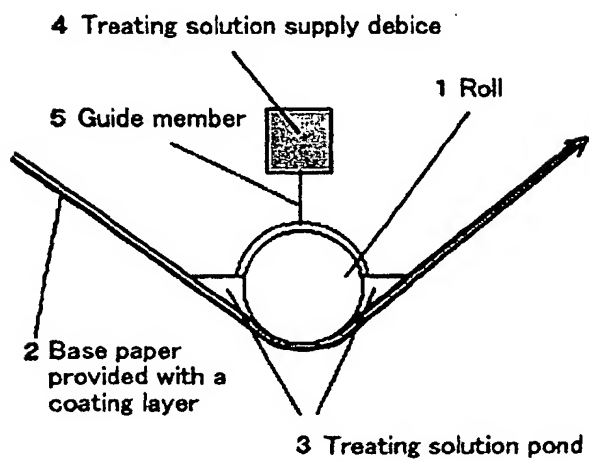 4 Treating solution supply debice
1 Roll
5 Guide member
2 Base paper
provided with a
coating layer
3 Treating solution pond